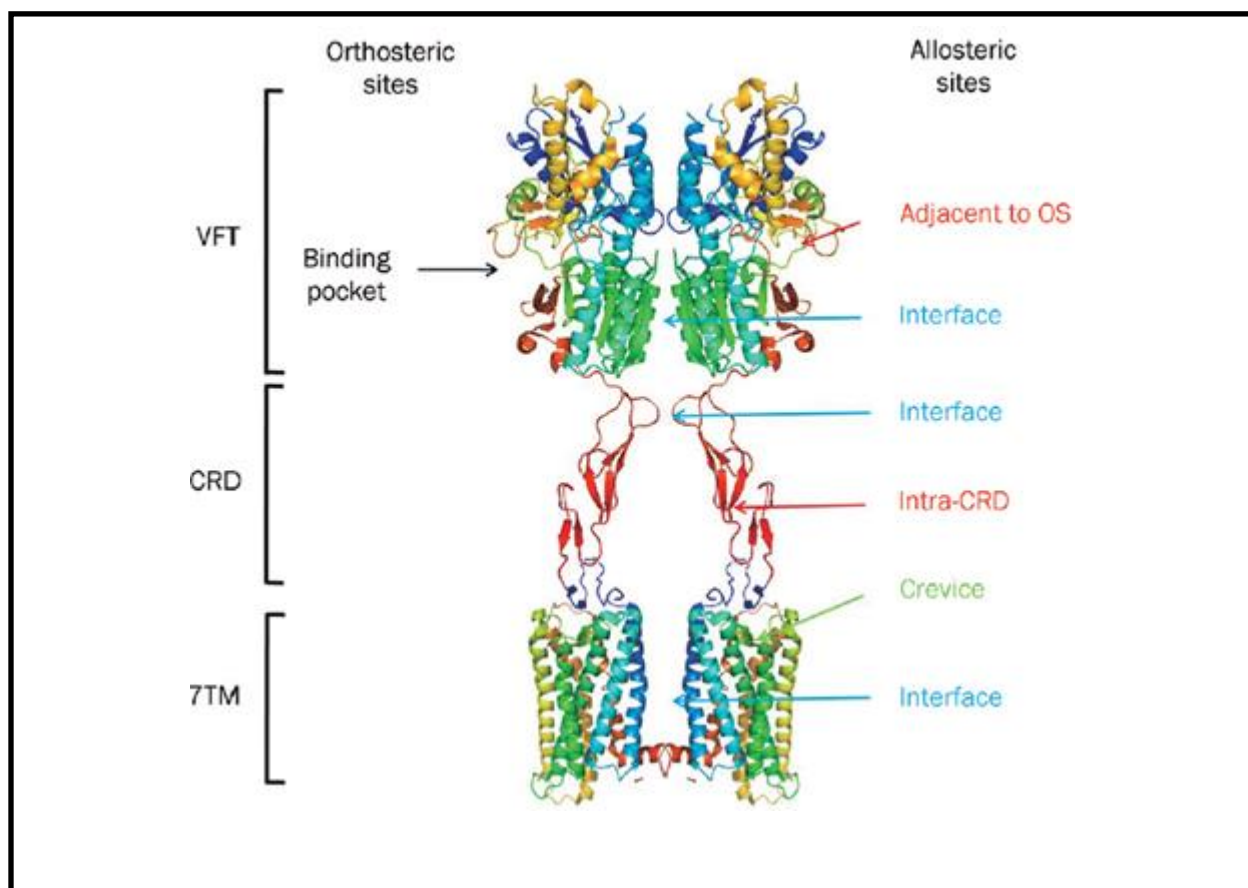 Orthosteric
sites
Allosteric
sites
VFT
Binding
pocket
Adjacent to OS
Interface
CRD
Interface
Intra-CRD
Crevice
7TM
Interface